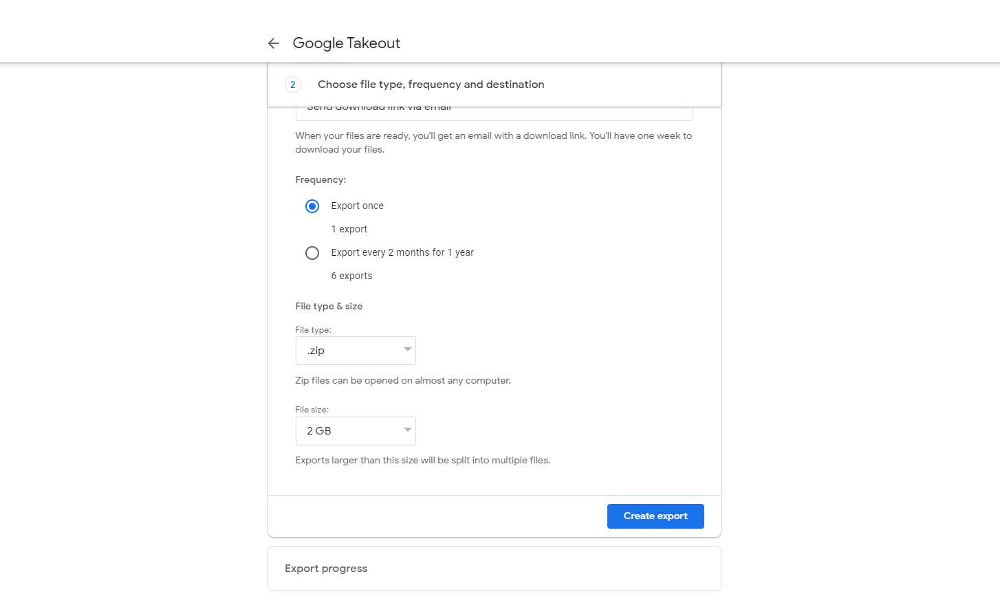 Google Takeout
2 Choose file type, frequency and destination
Send download link via email
When your files are ready, you'll get an email with a download link. You'll have one week to
download your files.
Frequency:
Export once
1 export
Export every 2 months for 1 year
6 exports
File type & size
File type:
.zip
Zip files can be opened on almost any computer.
File size:
2 GB
Exports larger than this size will be split into multiple files.
Create export
Export progress